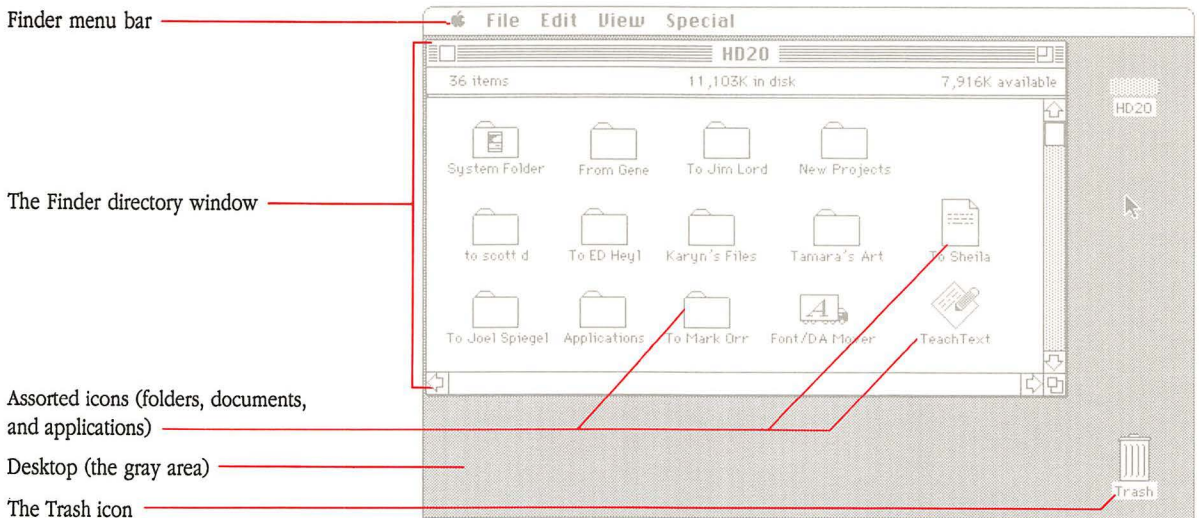 Finder menu bar
File Edit View Special
HD20
36 items 11,103K in disk 7,916K available
HD20
System Folder From Gene To Jim Lord New Projects
The Finder directory window
to scott d To ED Heyl Karyn's Files Tamara's Art To Sheila
To Joel Spiegel Applications To Mark Orr Font/DA Mover TeachText
Assorted icons (folders, documents,
and applications)
Desktop (the gray area)
The Trash icon
Trash